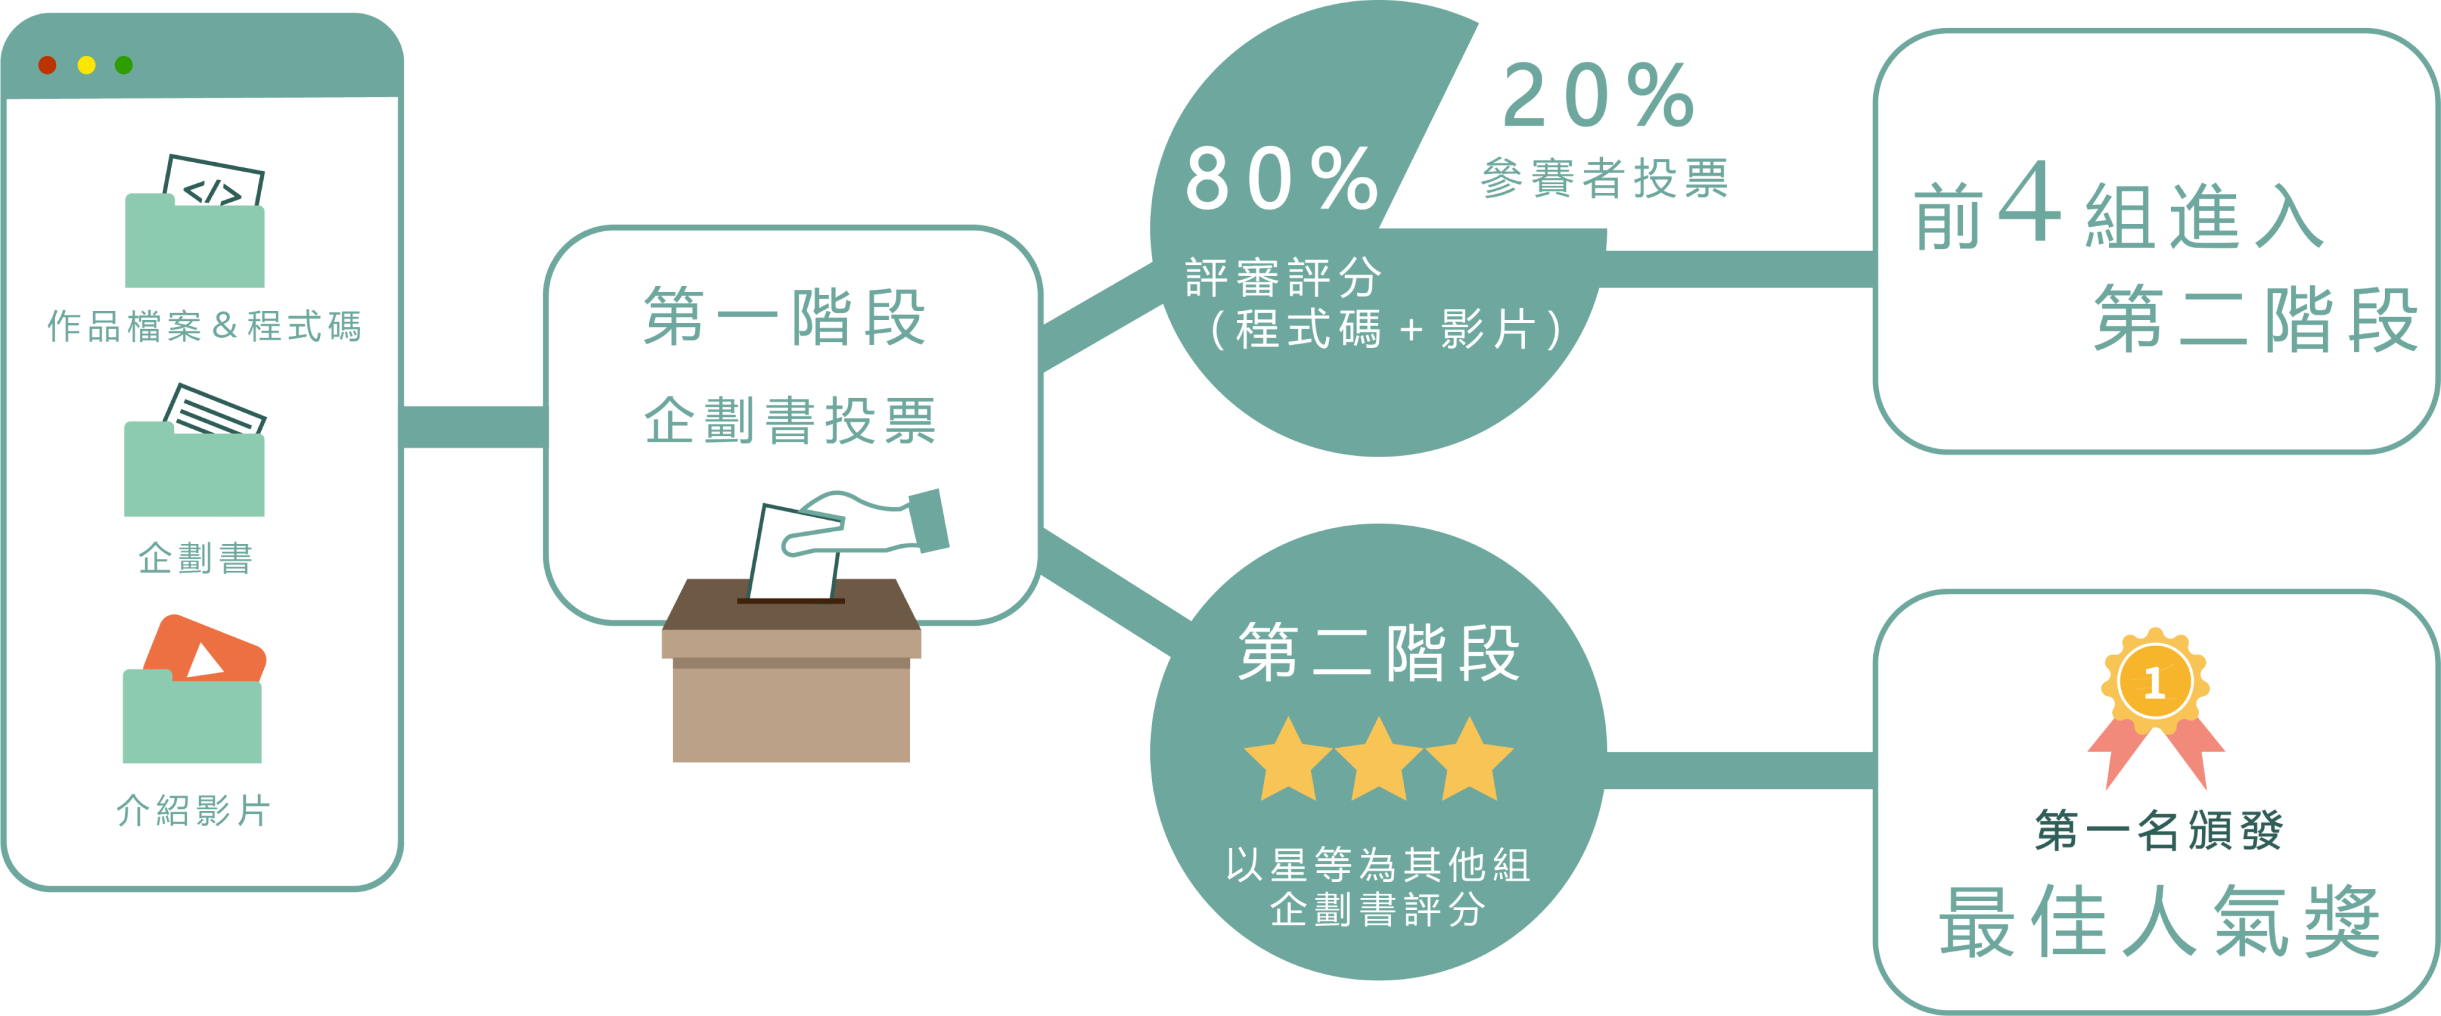 </>
作品檔案&程式碼
企劃書
介紹影片
第一階段
企劃書投票
80%
評審評分
（程式碼+影片）
20%
參賽者投票
前4組進入
第二階段
第二階段
以星等為其他組
企劃書評分
1
第一名頒發
最佳人氣獎